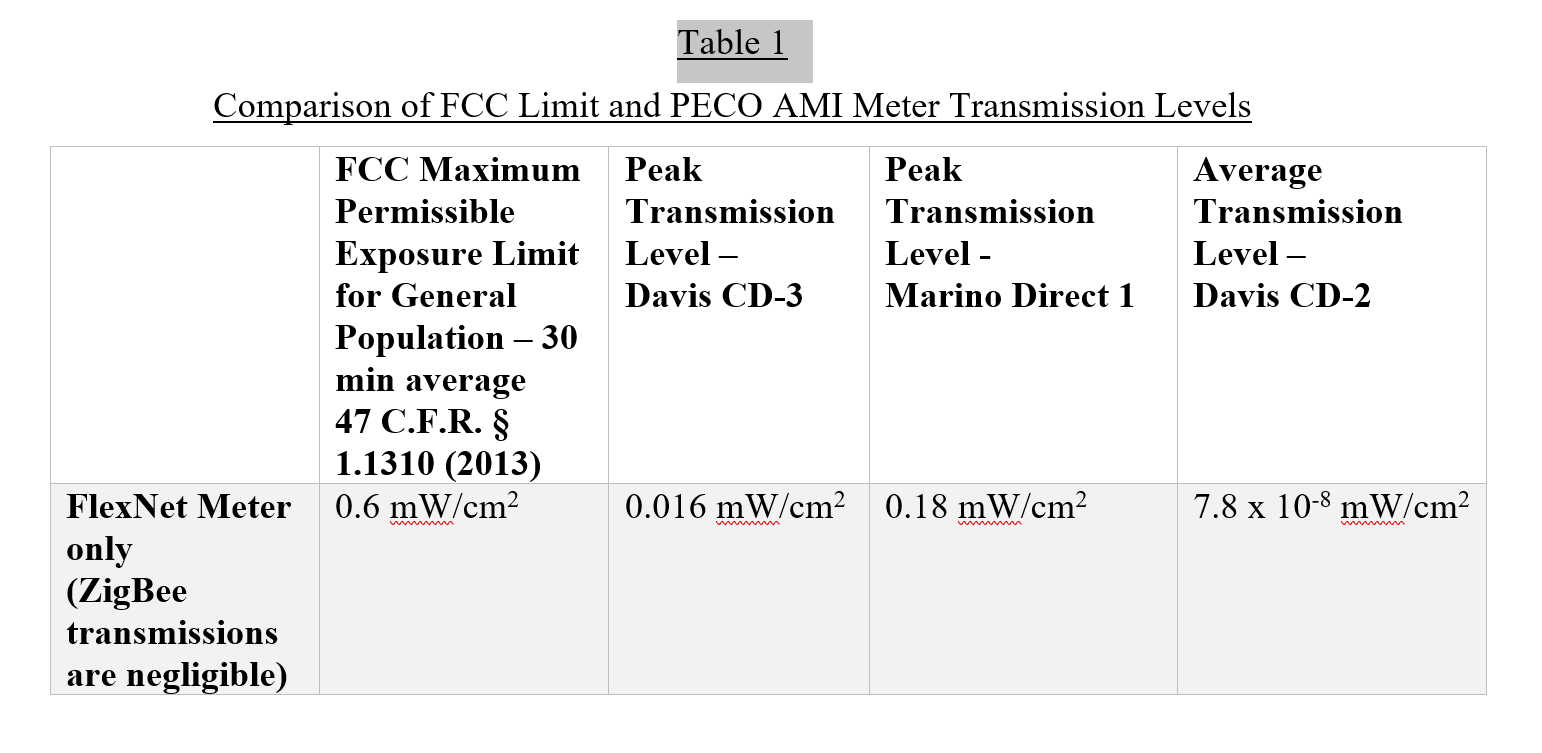 Table 1
Comparison of FCC Limit and PECO AMI Meter Transmission Levels
FCC Maximum
Permissible
Exposure Limit
for General
Population – 30
min average
47 C.F.R. §
1.1310 (2013)
Peak
Transmission
Level –
Davis CD-3
Peak
Transmission
Level -
Marino Direct 1
Average
Transmission
Level –
Davis CD-2
FlexNet Meter
only
(ZigBee
transmissions
are negligible)
0.6 mW/cm²
0.016 mW/cm²
0.18 mW/cm²
7.8 x 10⁻⁸ mW/cm²